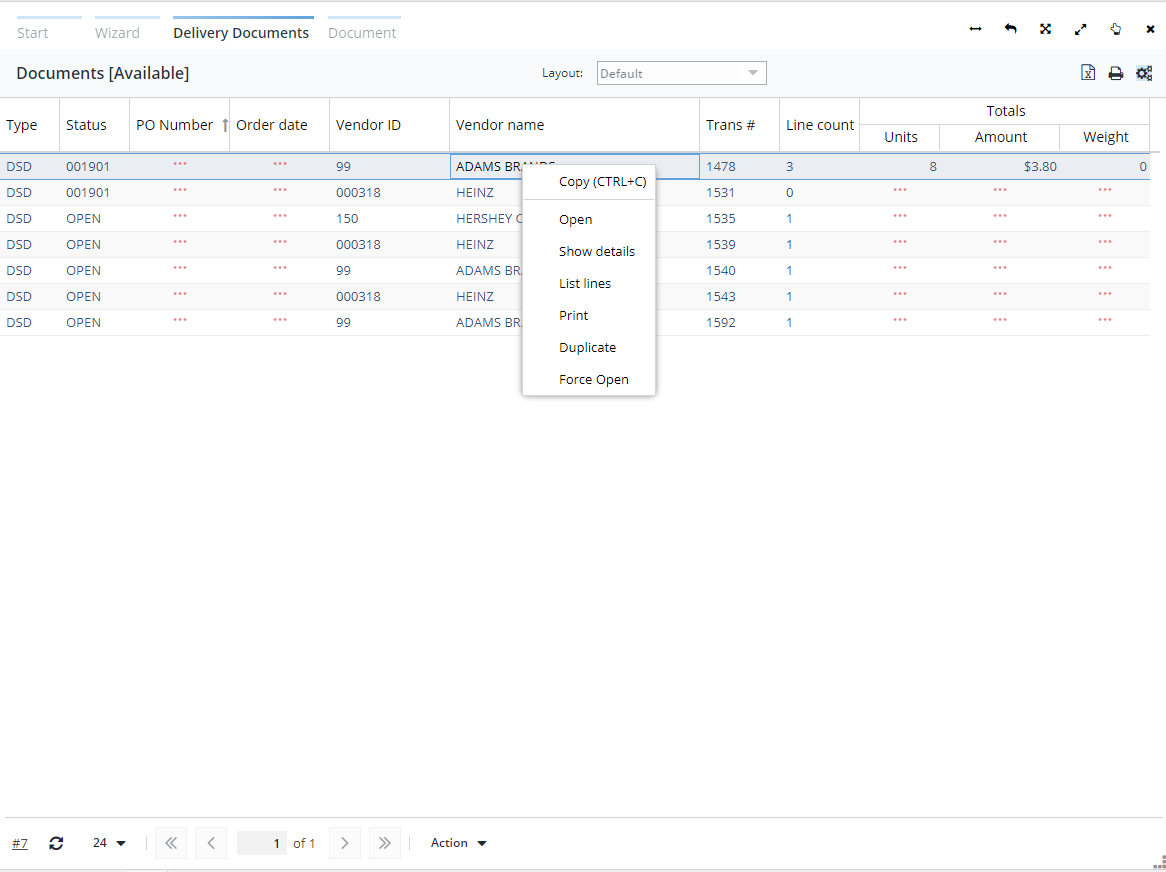 Start Wizard Delivery Documents Document
Documents [Available] Layout: Default
Type Status PO Number Order date Vendor ID Vendor name Trans # Line count Totals
Units Amount Weight
DSD 001901 *** *** 99 ADAMS BRANDS 1478 3 8 $3.80 0
DSD 001901 *** *** 000318 HEINZ 1531 0 *** *** ***
DSD OPEN *** *** 150 HERSHEY C 1535 1 *** *** ***
DSD OPEN *** *** 000318 HEINZ 1539 1 *** *** ***
DSD OPEN *** *** 99 ADAMS BRA 1540 1 *** *** ***
DSD OPEN *** *** 000318 HEINZ 1543 1 *** *** ***
DSD OPEN *** *** 99 ADAMS BRA 1592 1 *** *** ***
Copy (CTRL+C)
Open
Show details
List lines
Print
Duplicate
Force Open
#7 24 1 of 1 Action